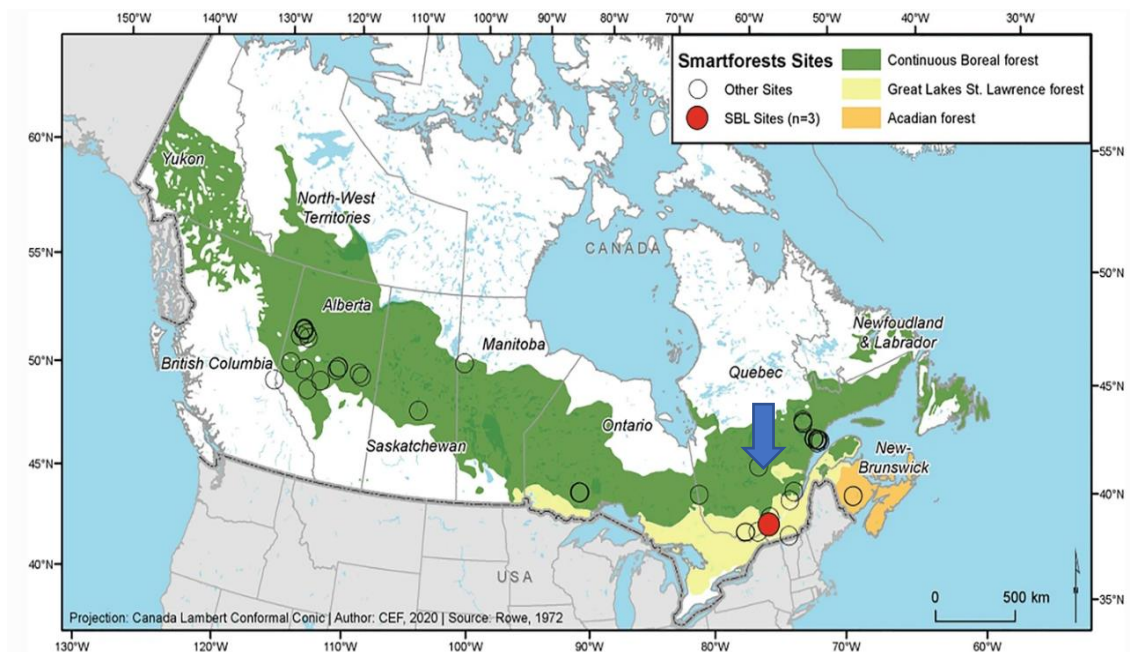 150°W 140°W 130°W 120°W 110°W 100°W 90°W 80°W 70°W 60°W 50°W 40°W 30°W
Smartforests Sites
Other Sites
SBL Sites (n=3)
Continuous Boreal forest
Great Lakes St. Lawrence forest
Acadian forest
60°W
55°W
Yukon
North-West
Territories
CANADA
55°W
50°W
Alberta
Newfoundland
& Labrador
Manitoba
50°W
British Columbia
Quebec
45°W
Ontario
Saskatchewan
New-
Brunswick
45°W
40°W
40°W
USA
0 500 km
35°W
Projection: Canada Lambert Conformal Conic | Author: CEF, 2020 | Source: Rowe, 1972
130°W 120°W 110°W 100°W 90°W 80°W 70°W 60°W